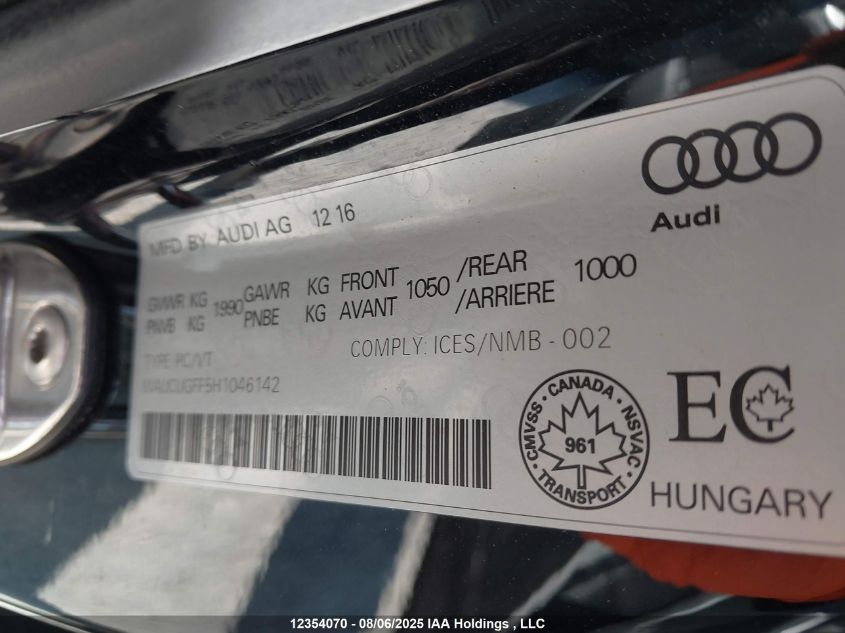 Audi
MFD BY AUDI AG 12 16
GVWR KG 1990 GAWR KG FRONT 1050 /REAR 1000
PNVB KG PNBE KG AVANT /ARRIERE
COMPLY: ICES/NMB - 002
TYPE-PC/VT
WAUCUGFF5H1046142
CMVSS · CANADA · NSVAC · TRANSPORT
961
EC
HUNGARY
12354070 - 08/06/2025 IAA Holdings , LLC